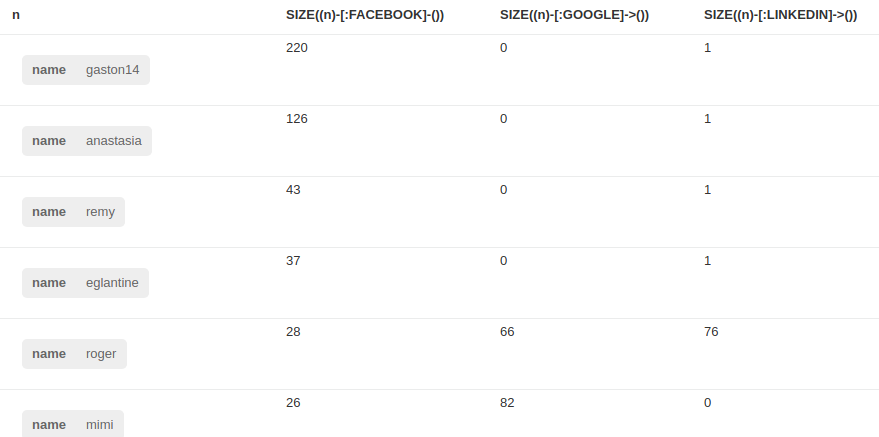 n SIZE((n)-[:FACEBOOK]-()) SIZE((n)-[:GOOGLE]->()) SIZE((n)-[:LINKEDIN]->())
220 0 1
name gaston14
126 0 1
name anastasia
43 0 1
name remy
37 0 1
name eglantine
28 66 76
name roger
26 82 0
name mimi